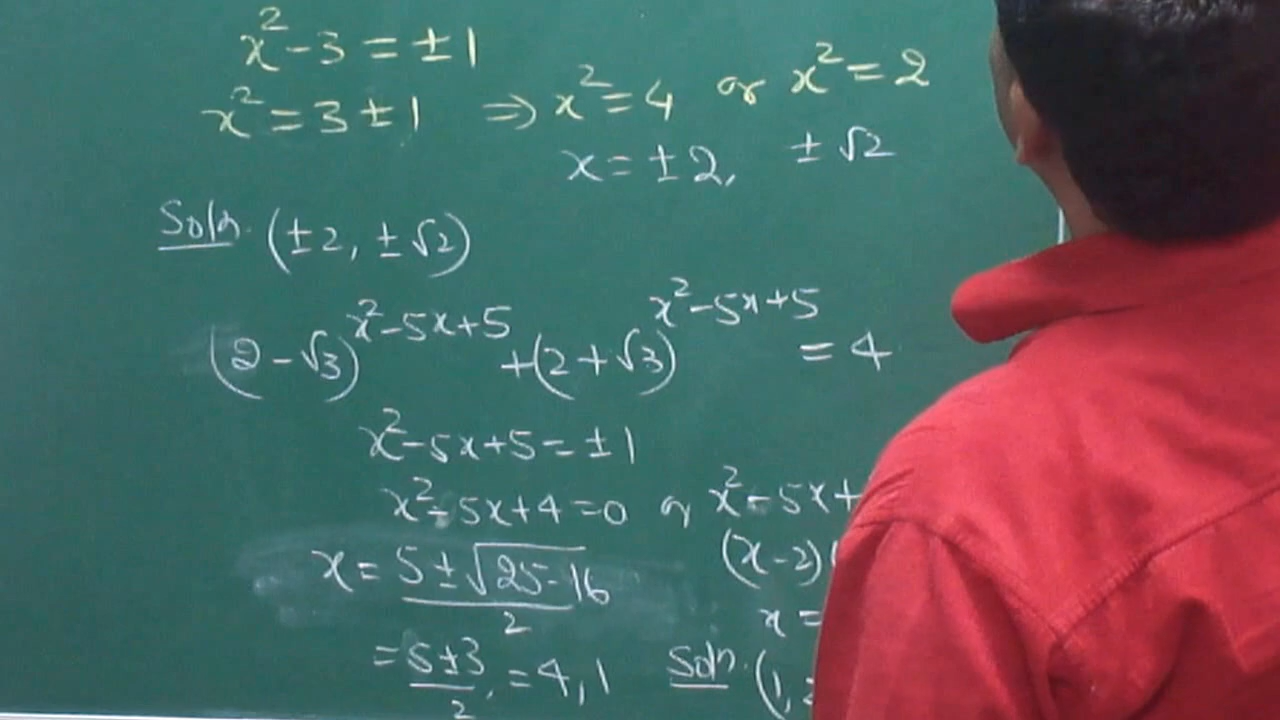 x² - 3 = ± 1
x² = 3 ± 1 ⇒ x² = 4 or x² = 2
x = ± 2, ± √2
Soln. (± 2, ± √2)
(2 - √3)^(x² - 5x + 5) + (2 + √3)^(x² - 5x + 5) = 4
x² - 5x + 5 = ± 1
x² - 5x + 4 = 0 or x² - 5x +
x = (5 ± √(25 - 16))/2 (x - 2)(
= (5 ± 3)/2, = 4, 1 x =
Soln. (1, 2